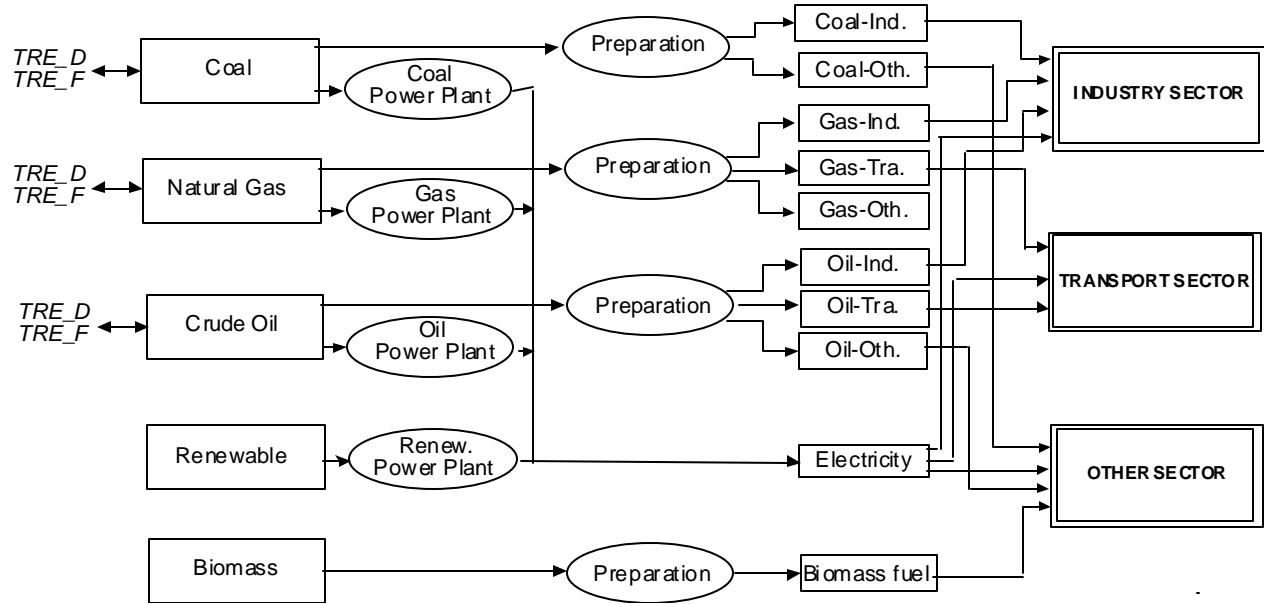 TRE_D
TRE_F
Coal
Coal
Power Plant
Preparation
Coal-Ind.
Coal-Oth.
INDUSTRY SECTOR
TRE_D
TRE_F
Natural Gas
Gas
Power Plant
Preparation
Gas-Ind.
Gas-Tra.
Gas-Oth.
TRE_D
TRE_F
Crude Oil
Oil
Power Plant
Preparation
Oil-Ind.
Oil-Tra.
Oil-Oth.
TRANSPORT SECTOR
Renewable
Renew.
Power Plant
Electricity
OTHER SECTOR
Biomass
Preparation
Biomass fuel